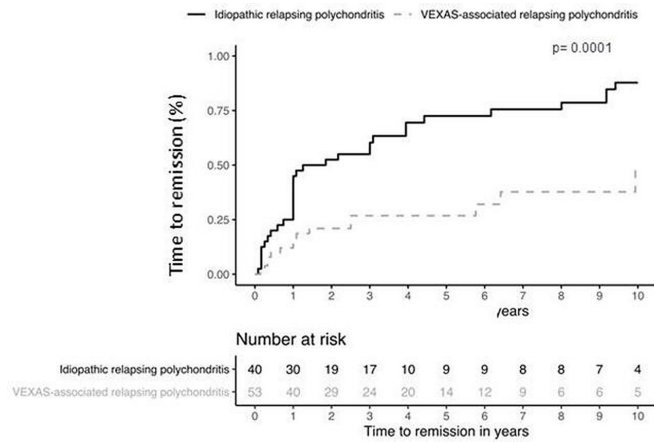 Idiopathic relapsing polychondritis VEXAS-associated relapsing polychondritis
p= 0.0001
Time to remission (%)
1.00
0.75
0.50
0.25
0.00
0 1 2 3 4 5 6 7 8 9 10
years
Number at risk
Idiopathic relapsing polychondritis 40 30 19 17 10 9 9 8 8 7 4
VEXAS-associated relapsing polychondritis 53 40 29 24 20 14 12 9 6 6 5
0 1 2 3 4 5 6 7 8 9 10
Time to remission in years